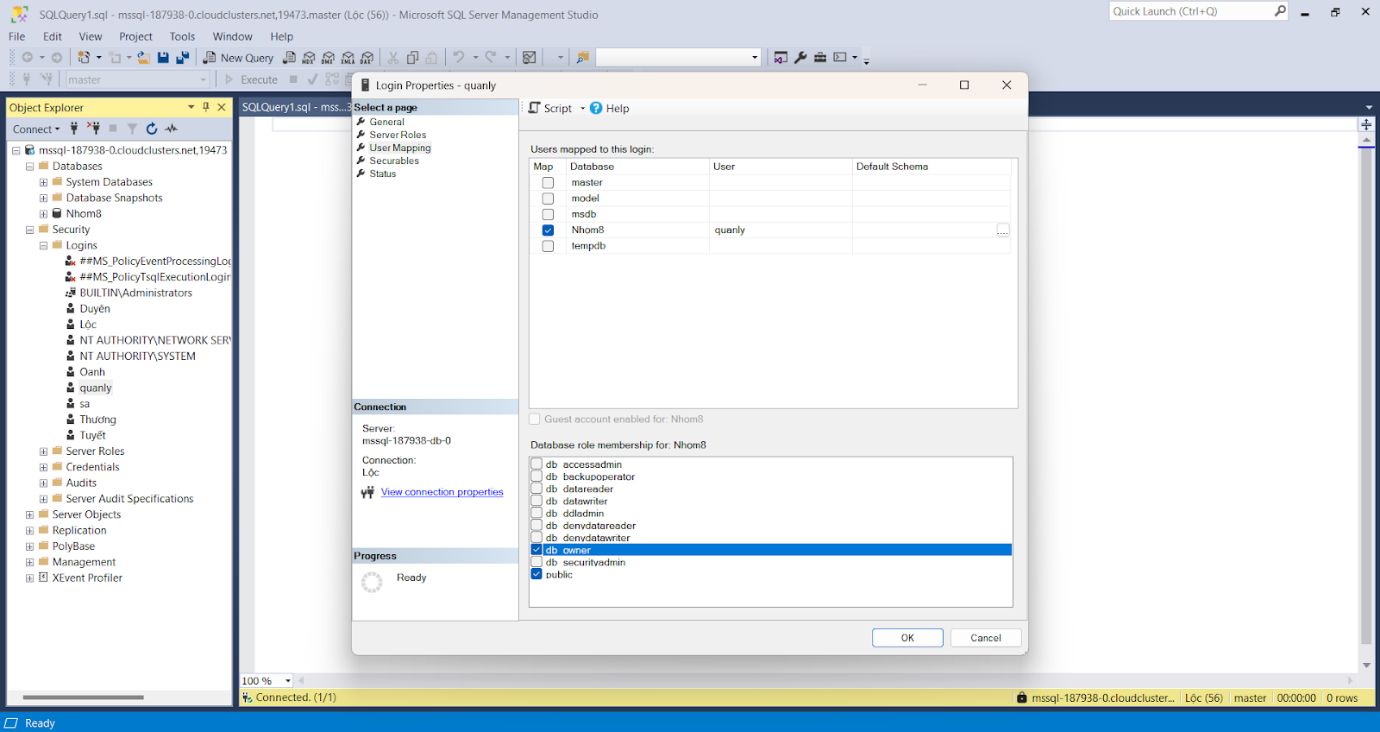 SQLQuery1.sql - mssql-187938-0.cloudclusters.net,19473.master (Lộc (56)) - Microsoft SQL Server Management Studio
Quick Launch (Ctrl+Q)
File Edit View Project Tools Window Help
New Query
MDX DMX XMLA DAX
master
Execute
Object Explorer
Connect
mssql-187938-0.cloudclusters.net,19473
Databases
System Databases
Database Snapshots
Nhom8
Security
Logins
##MS_PolicyEventProcessingLog
##MS_PolicyTsqlExecutionLogin
BUILTIN\Administrators
Duyên
Lộc
NT AUTHORITY\NETWORK SERV
NT AUTHORITY\SYSTEM
Oanh
quanly
sa
Thương
Tuyết
Server Roles
Credentials
Audits
Server Audit Specifications
Server Objects
Replication
PolyBase
Management
XEvent Profiler
SQLQuery1.sql - mss...3
Login Properties - quanly
Select a page
General
Server Roles
User Mapping
Securables
Status
Connection
Server:
mssql-187938-db-0
Connection:
Lộc
View connection properties
Progress
Ready
Script Help
Users mapped to this login:
Map Database User Default Schema
master
model
msdb
Nhom8 quanly ...
tempdb
Guest account enabled for: Nhom8
Database role membership for: Nhom8
db_accessadmin
db_backupoperator
db_datareader
db_datawriter
db_ddladmin
db_denydatareader
db_denydatawriter
db_owner
db_securityadmin
public
OK Cancel
100 %
Connected. (1/1)
mssql-187938-0.cloudcluster... Lộc (56) master 00:00:00 0 rows
Ready